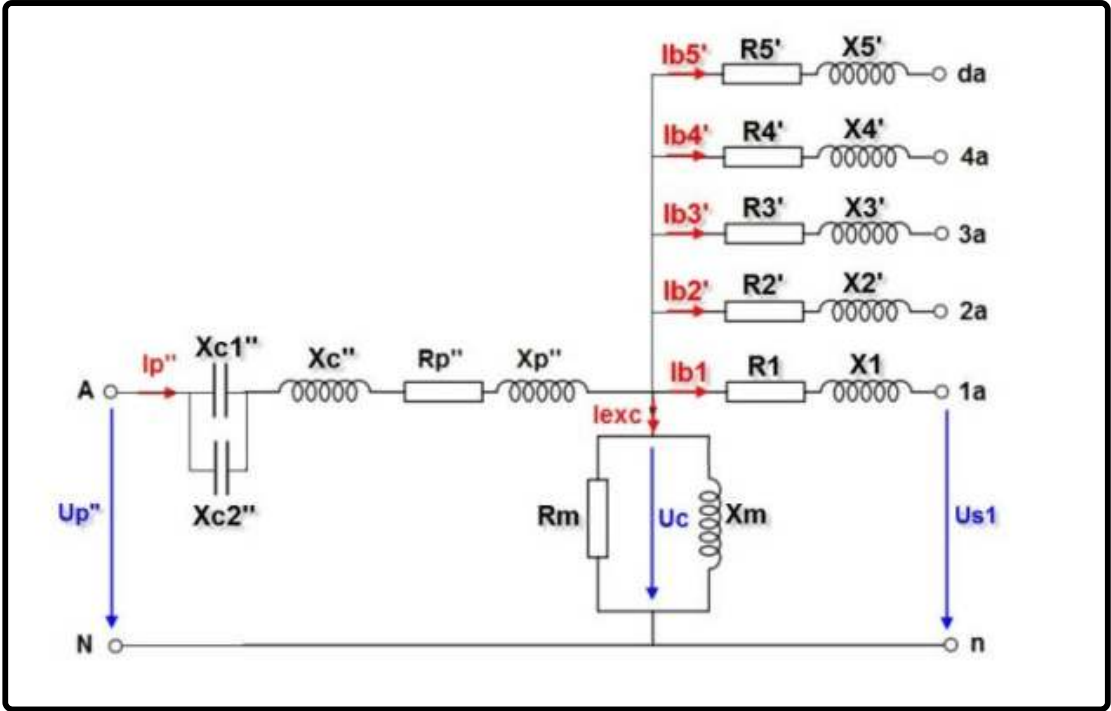 Ib5' R5' X5' da
Ib4' R4' X4' 4a
Ib3' R3' X3' 3a
Ib2' R2' X2' 2a
A Ip" Xc1" Xc" Rp" Xp" Ib1 R1 X1 1a
Iexc
Up" Xc2" Rm Uc Xm Us1
N n